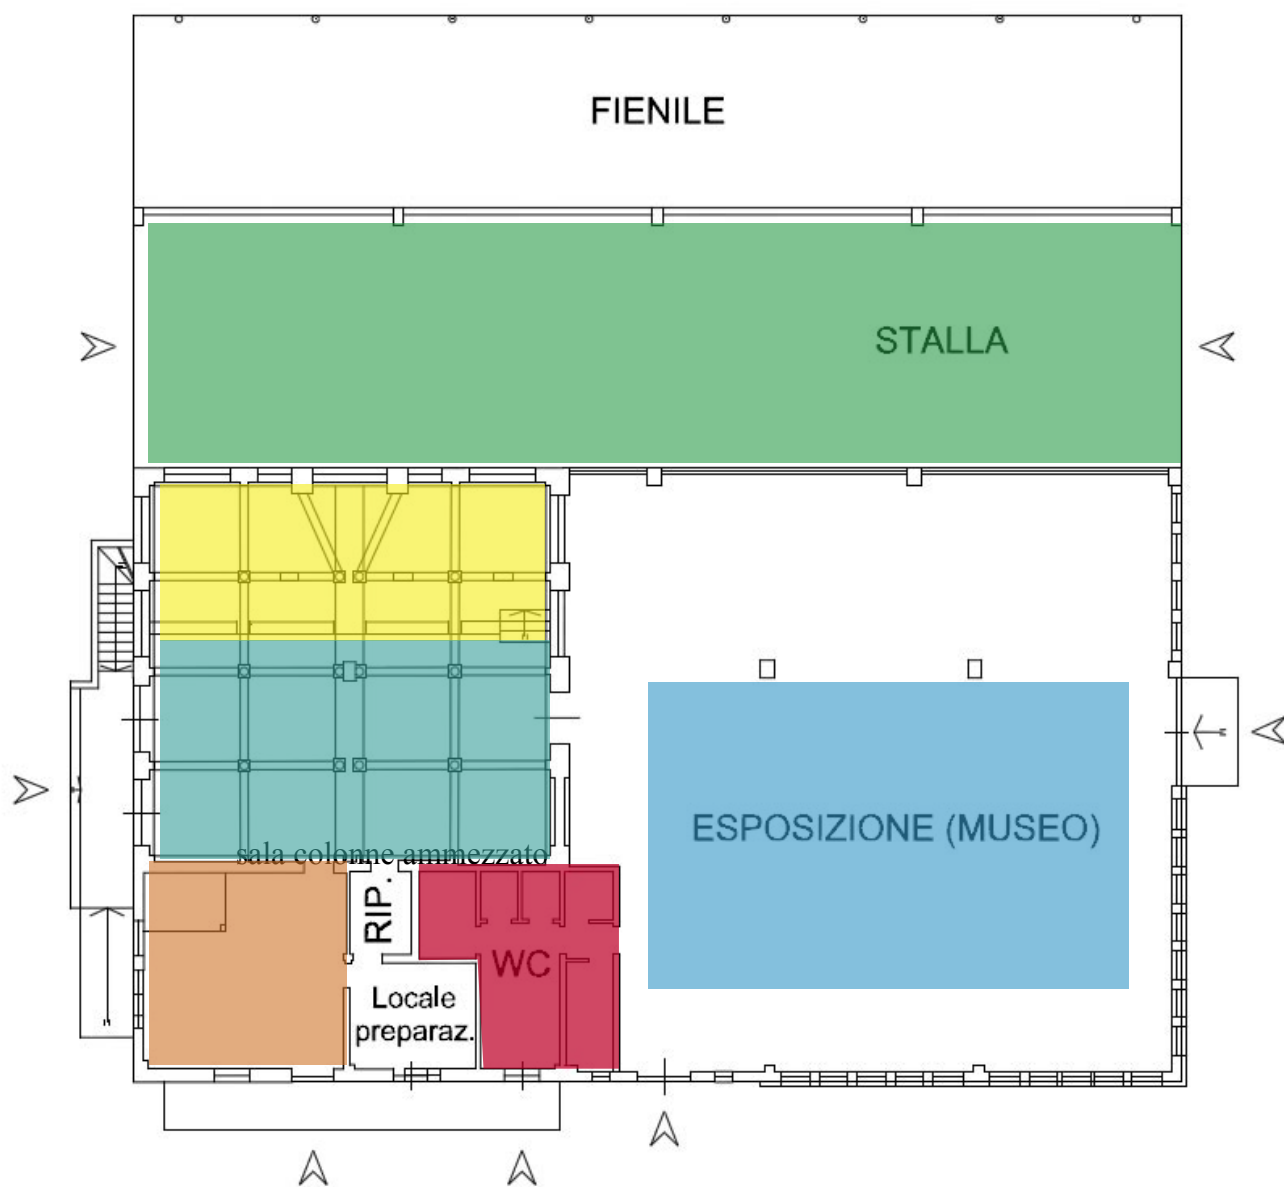 FIENILE
STALLA
ESPOSIZIONE (MUSEO)
sala colonne ammezzato
RIP.
WC
Locale
preparaz.